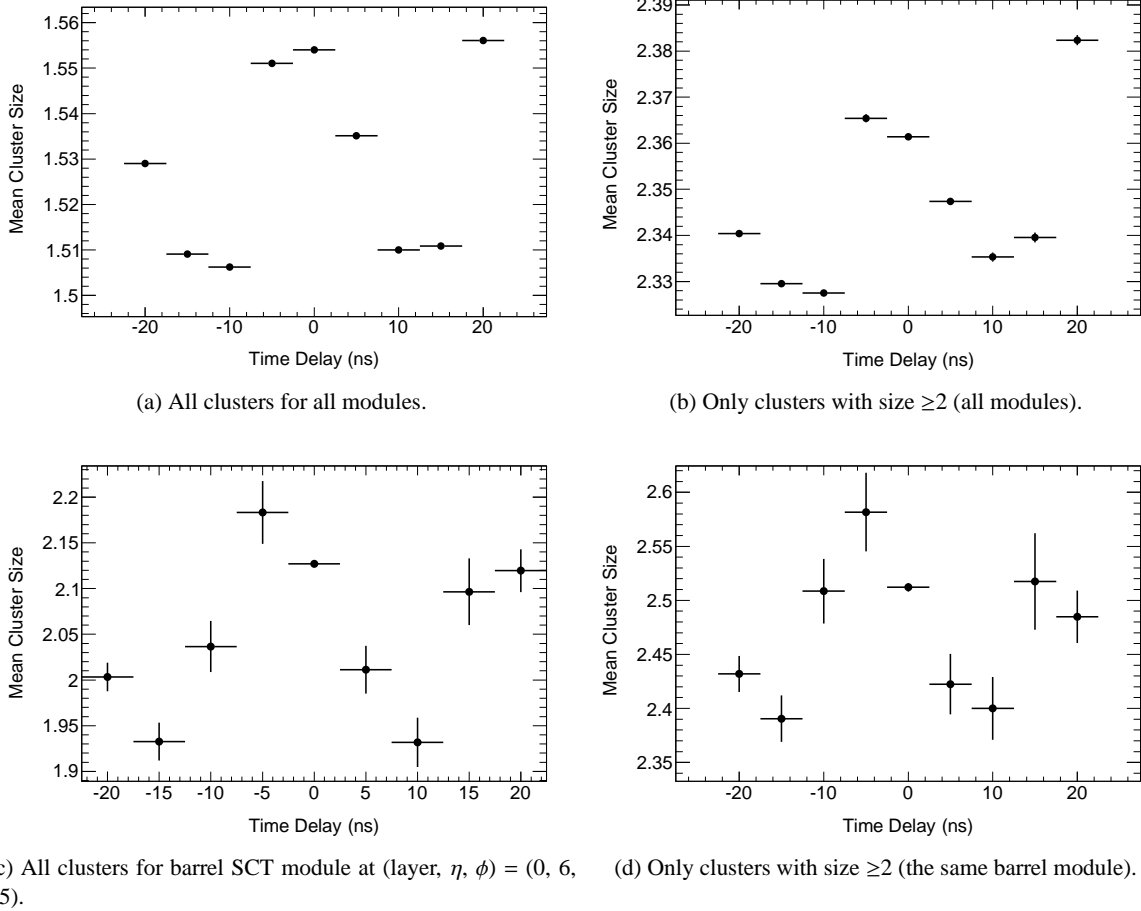 Mean Cluster Size
1.56
1.55
1.54
1.53
1.52
1.51
1.5
-20 -10 0 10 20
Time Delay (ns)
(a) All clusters for all modules.
Mean Cluster Size
2.39
2.38
2.37
2.36
2.35
2.34
2.33
-20 -10 0 10 20
Time Delay (ns)
(b) Only clusters with size ≥2 (all modules).
Mean Cluster Size
2.2
2.15
2.1
2.05
2
1.95
1.9
-20 -15 -10 -5 0 5 10 15 20
Time Delay (ns)
c) All clusters for barrel SCT module at (layer, η, ϕ) = (0, 6,
5).
Mean Cluster Size
2.6
2.55
2.5
2.45
2.4
2.35
-20 -10 0 10 20
Time Delay (ns)
(d) Only clusters with size ≥2 (the same barrel module).